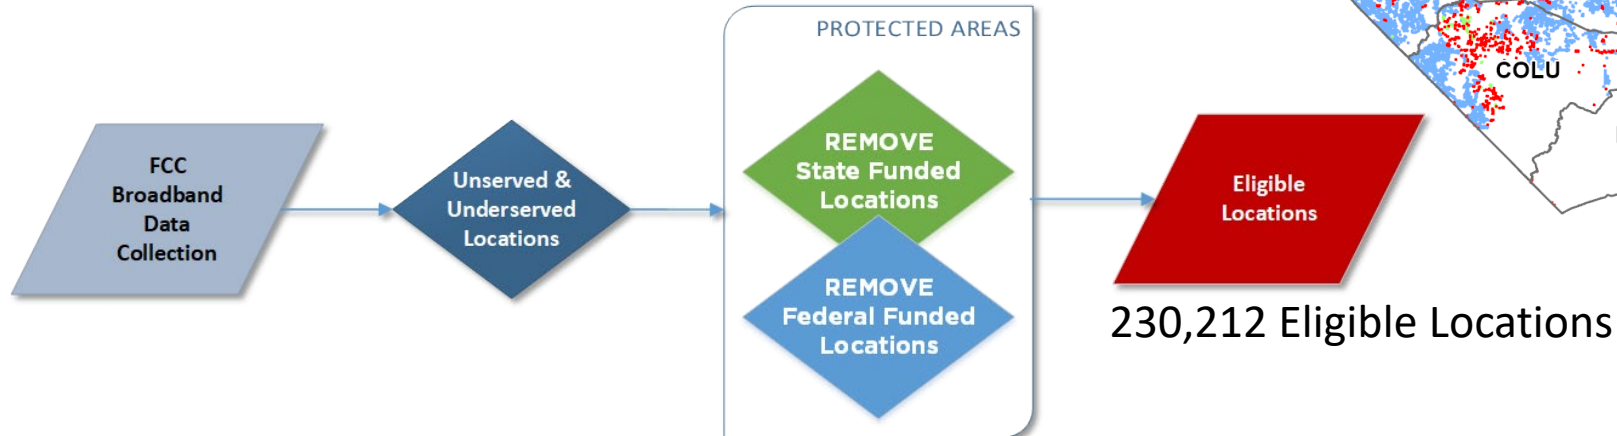 PROTECTED AREAS
COLU
FCC
Broadband
Data
Collection
Unserved &
Underserved
Locations
REMOVE
State Funded
Locations
REMOVE
Federal Funded
Locations
Eligible
Locations
230,212 Eligible Locations